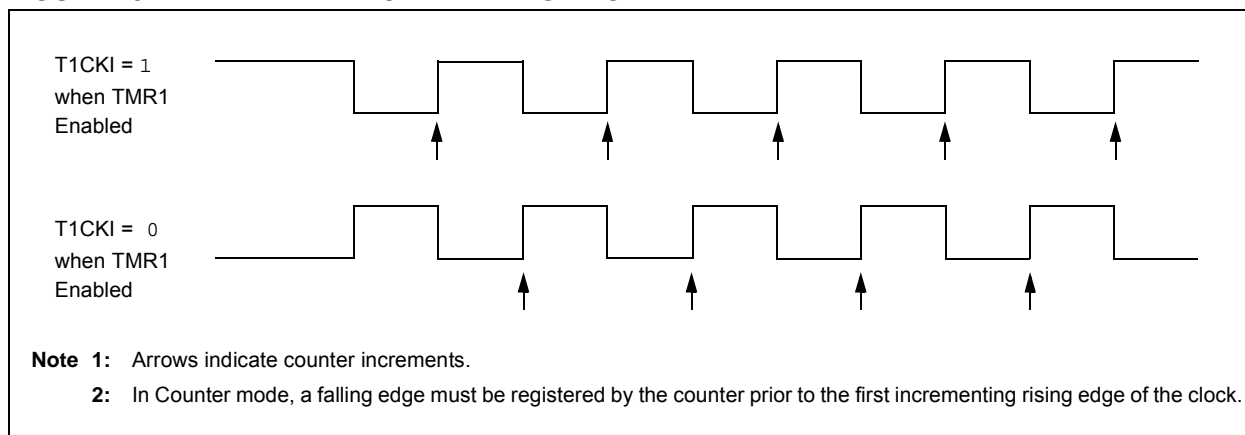 T1CKI = 1
when TMR1
Enabled
T1CKI = 0
when TMR1
Enabled
Note 1: Arrows indicate counter increments.
2: In Counter mode, a falling edge must be registered by the counter prior to the first incrementing rising edge of the clock.